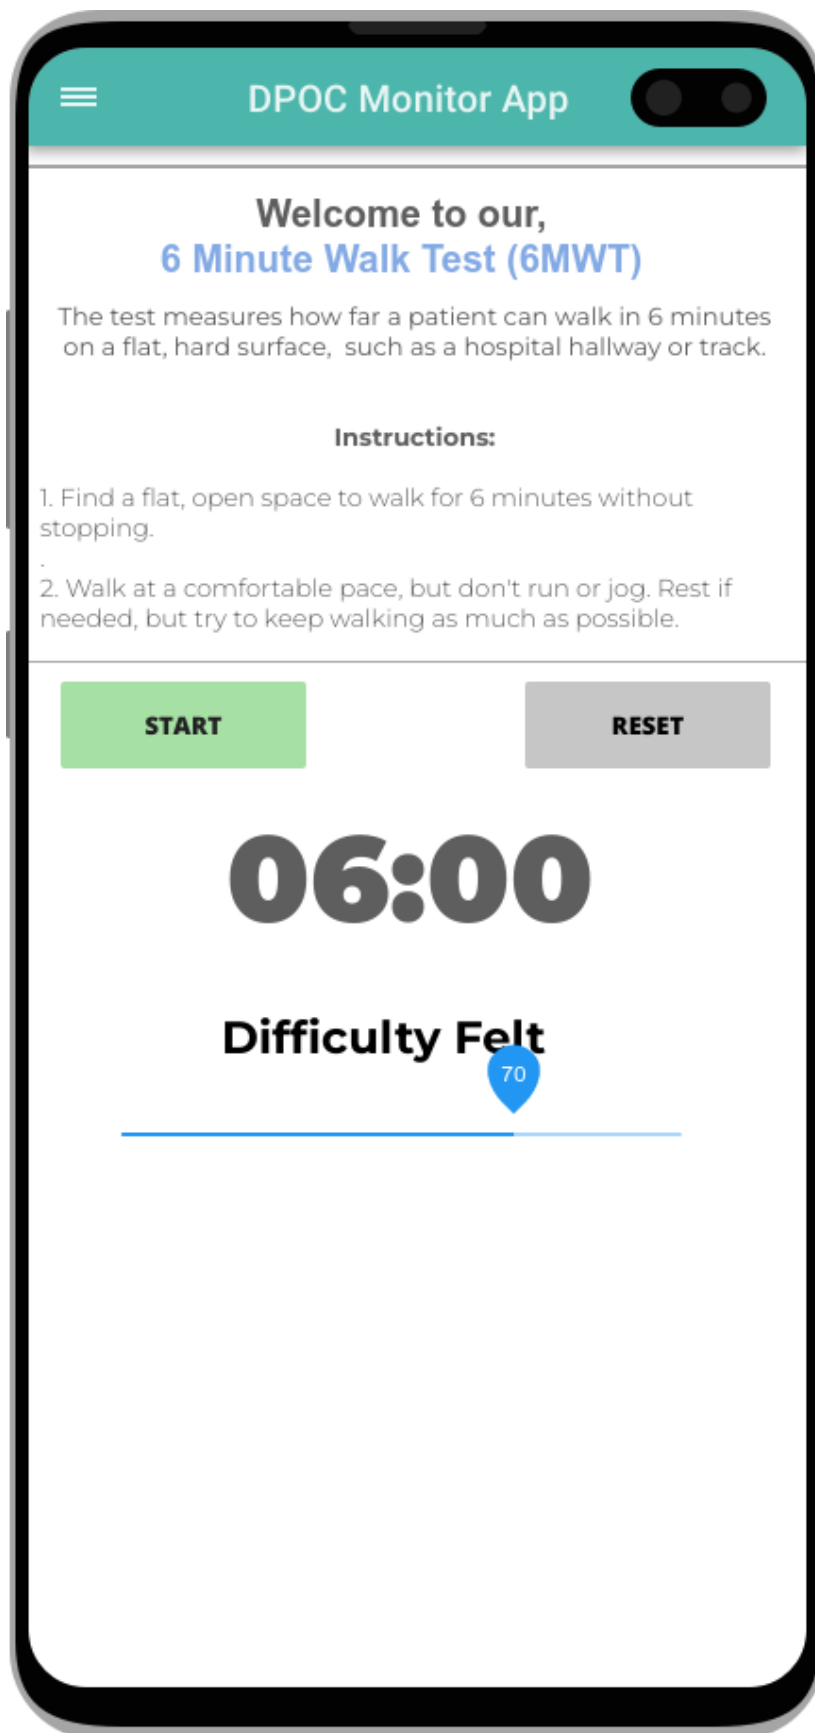 DPOC Monitor App
Welcome to our,
6 Minute Walk Test (6MWT)
The test measures how far a patient can walk in 6 minutes
on a flat, hard surface,  such as a hospital hallway or track.
Instructions:
1. Find a flat, open space to walk for 6 minutes without
stopping.
.
2. Walk at a comfortable pace, but don't run or jog. Rest if
needed, but try to keep walking as much as possible.
START
RESET
06:00
Difficulty Felt
70